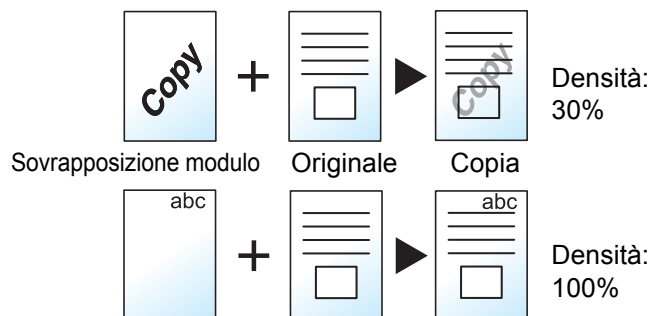 Copy
Copy
Densità:
30%
Sovrapposizione modulo Originale Copia
abc
abc
Densità:
100%